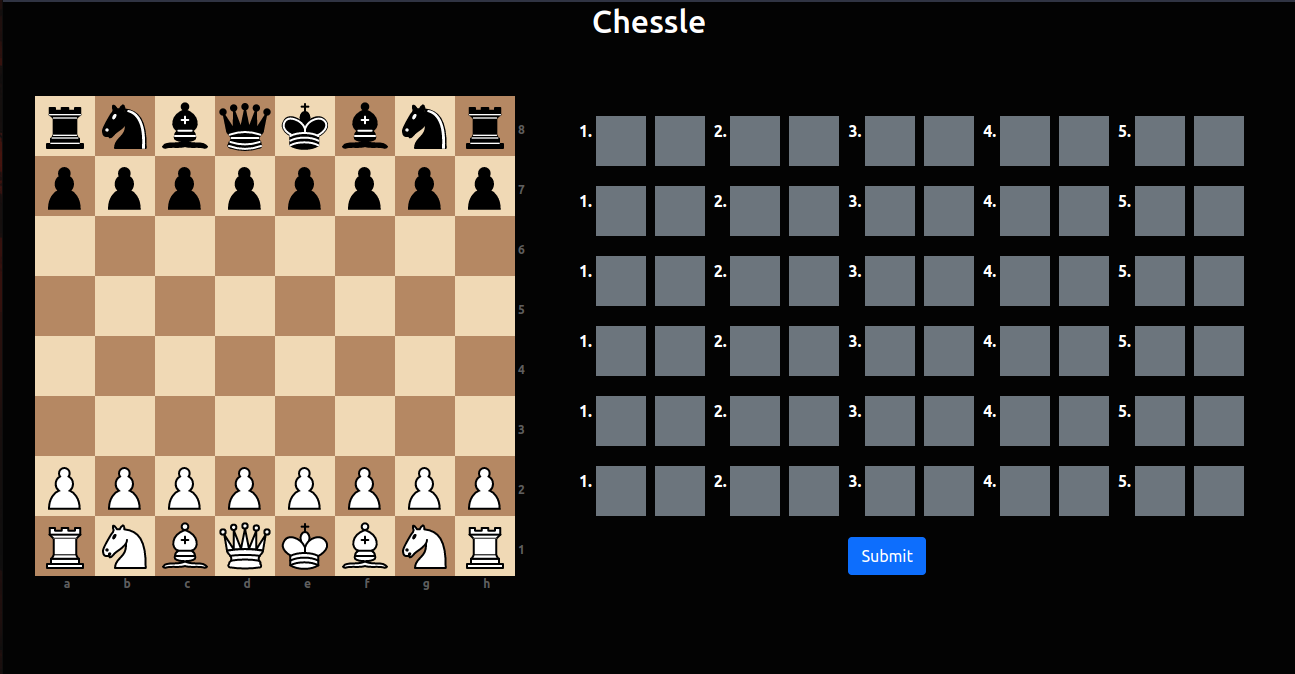 Chessle
8
7
6
5
4
3
2
1
a b c d e f g h
1. 2. 3. 4. 5.
1. 2. 3. 4. 5.
1. 2. 3. 4. 5.
1. 2. 3. 4. 5.
1. 2. 3. 4. 5.
1. 2. 3. 4. 5.
Submit